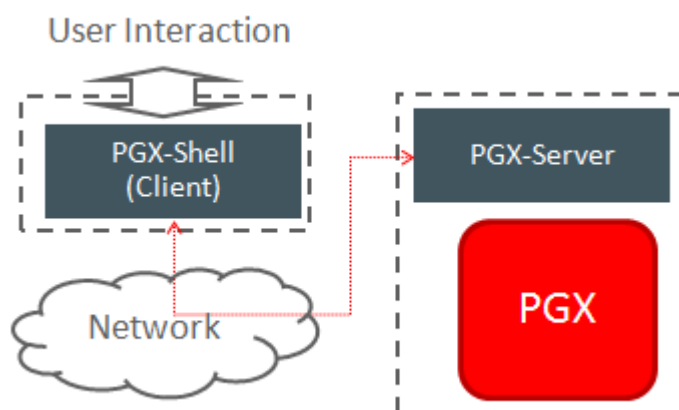 User Interaction
PGX-Shell
(Client)
PGX-Server
Network
PGX